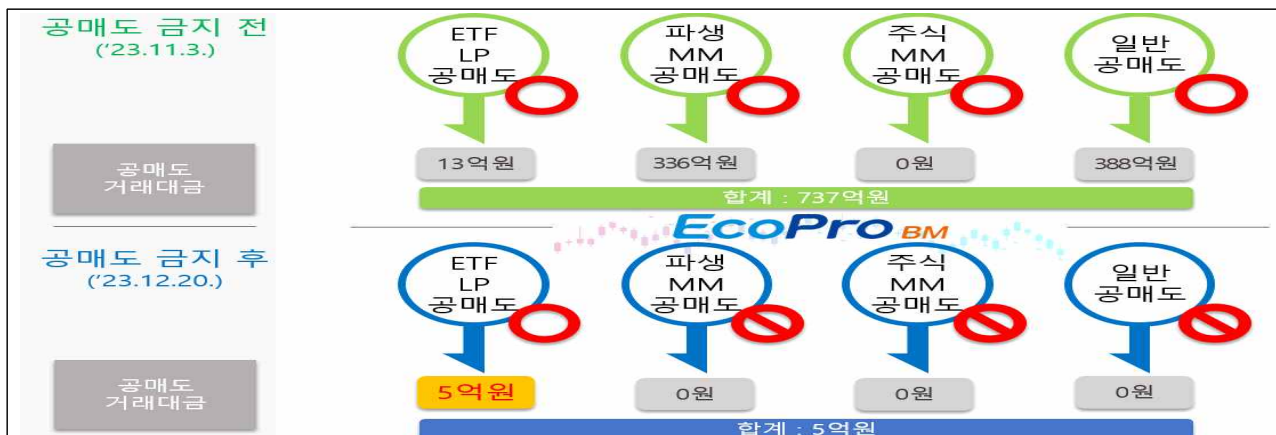 공매도 금지 전
('23.11.3.)
ETF
LP
공매도
파생
MM
공매도
주식
MM
공매도
일반
공매도
공매도
거래대금
13억원
336억원
0원
388억원
합계 : 737억원
EcoPro BM
공매도 금지 후
('23.12.20.)
ETF
LP
공매도
파생
MM
공매도
주식
MM
공매도
일반
공매도
공매도
거래대금
5억원
0원
0원
0원
합계 : 5억원